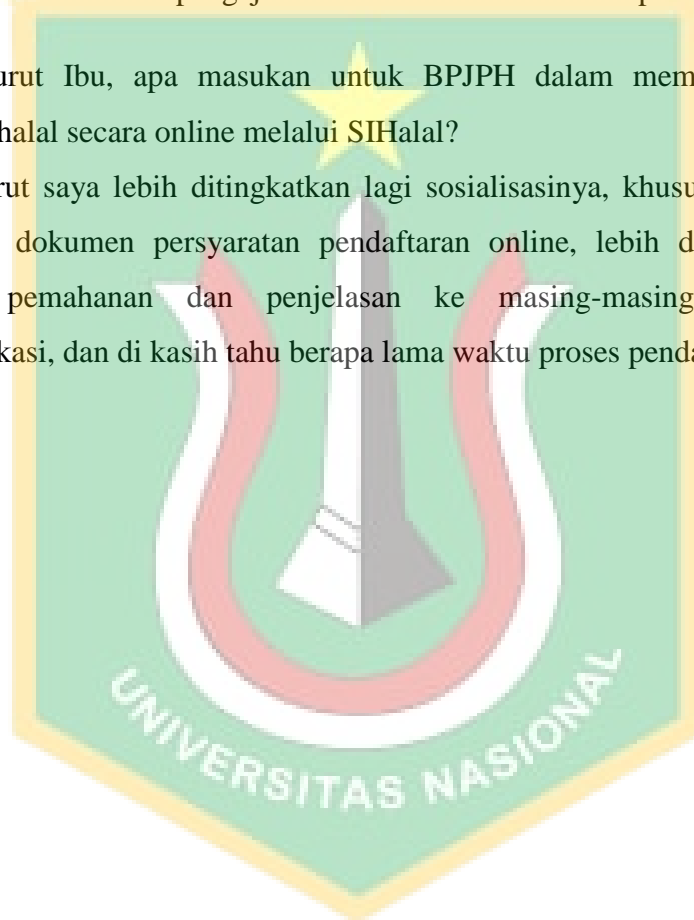 urut Ibu, apa masukan untuk BPJPH dalam mem
halal secara online melalui SIHalal?
rut saya lebih ditingkatkan lagi sosialisasinya, khusu
dokumen persyaratan pendaftaran online, lebih d
pemahanan dan penjelasan ke masing-masing
kasi, dan di kasih tahu berapa lama waktu proses penda
UNIVERSITAS NASIONAL